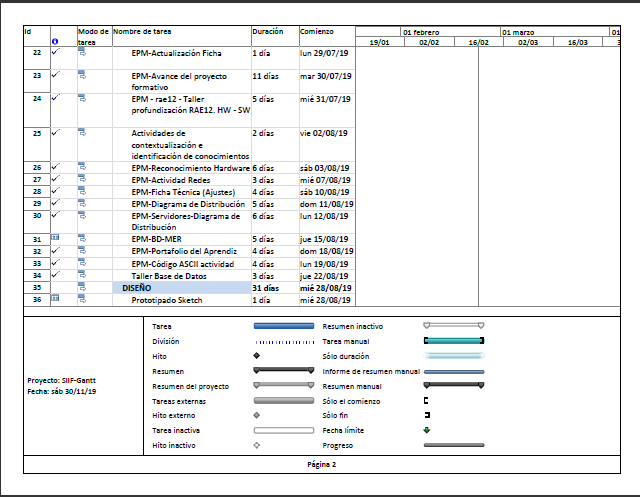 Id Modo de tarea Nombre de tarea Duración Comienzo 01 febrero 01 marzo 01
19/01 02/02 16/02 02/03 16/03 3
22 EPM-Actualización Ficha 1 día lun 29/07/19
23 EPM-Avance del proyecto 11 días mar 30/07/19
formativo
24 EPM - rae12 - Taller 5 días mié 31/07/19
profundización RAE12. HW - SW
25 Actividades de 2 días vie 02/08/19
contextualización e
identificación de conocimientos
26 EPM-Reconocimiento Hardware 6 días sáb 03/08/19
27 EPM-Actividad Redes 3 días mié 07/08/19
28 EPM-Ficha Técnica (Ajustes) 4 días sáb 10/08/19
29 EPM-Diagrama de Distribución 5 días dom 11/08/19
30 EPM-Servidores-Diagrama de 6 días lun 12/08/19
Distribución
31 EPM-BD-MER 5 días jue 15/08/19
32 EPM-Portafolio del Aprendiz 4 días dom 18/08/19
33 EPM-Código ASCII actividad 4 días lun 19/08/19
34 Taller Base de Datos 3 días jue 22/08/19
35 DISEÑO 31 días mié 28/08/19
36 Prototipado Sketch 1 día mié 28/08/19
Proyecto: SIIF-Gantt
Fecha: sáb 30/11/19
Tarea Resumen inactivo
División Tarea manual
Hito Sólo duración
Resumen Informe de resumen manual
Resumen del proyecto Resumen manual
Tareas externas Sólo el comienzo
Hito externo Sólo fin
Tarea inactiva Fecha límite
Hito inactivo Progreso
Página 2